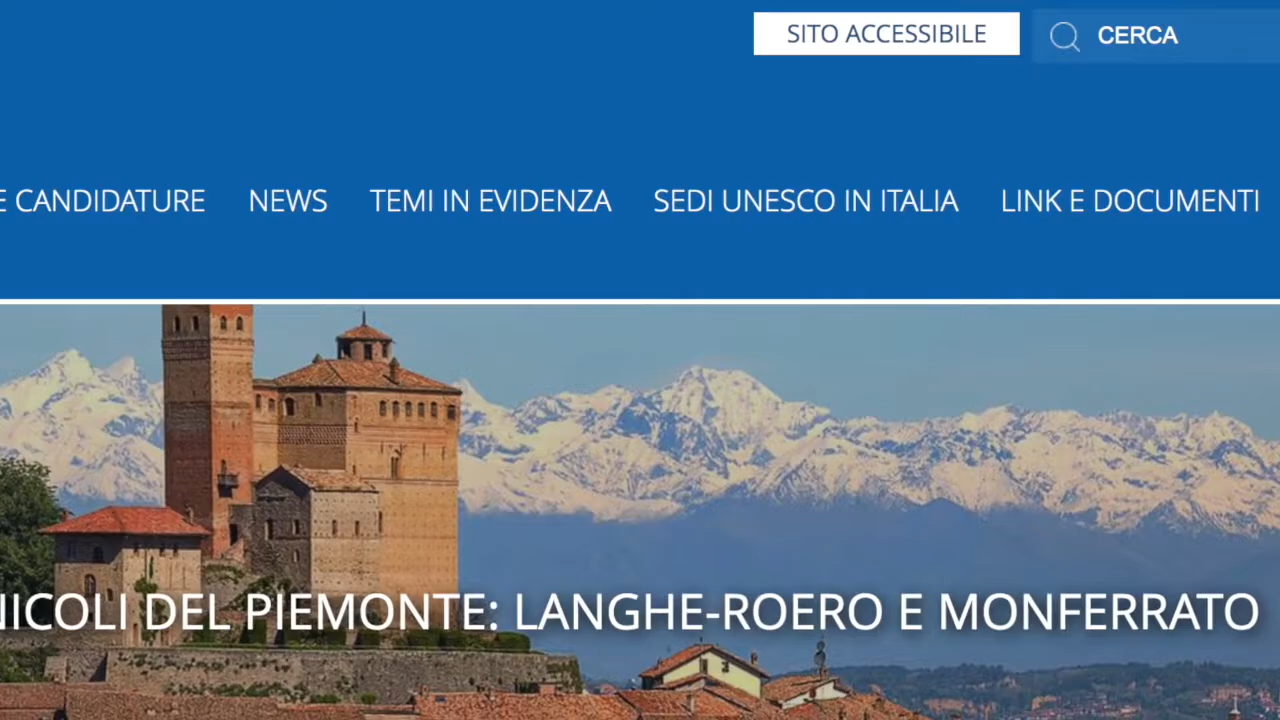 SITO ACCESSIBILE
CERCA
E CANDIDATURE NEWS TEMI IN EVIDENZA SEDI UNESCO IN ITALIA LINK E DOCUMENTI
NICOLI DEL PIEMONTE: LANGHE-ROERO E MONFERRATO